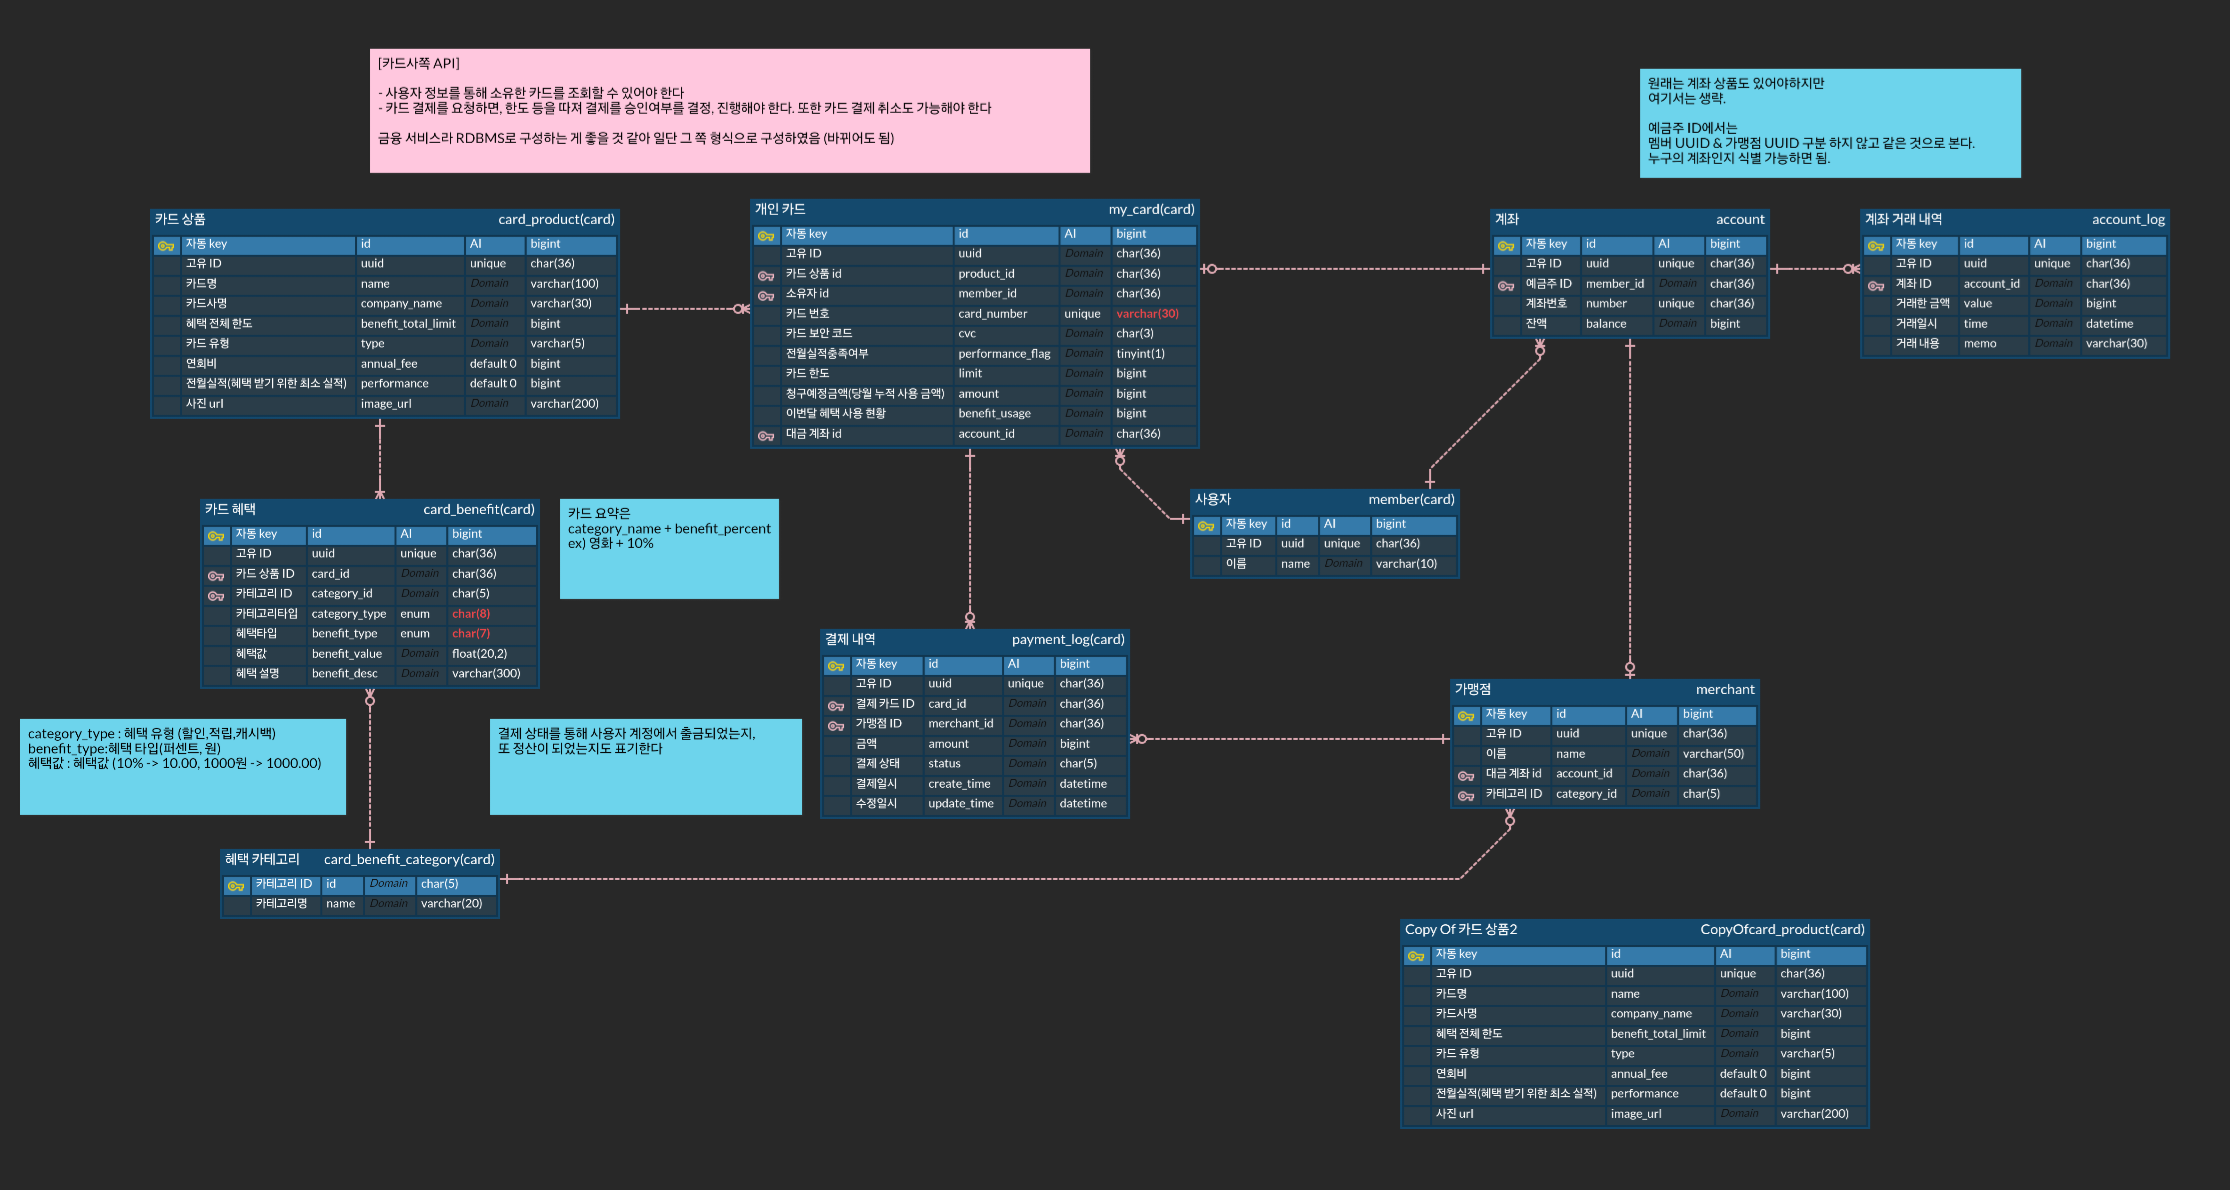 [카드사쪽 API]
- 사용자 정보를 통해 소유한 카드를 조회할 수 있어야 한다
- 카드 결제를 요청하면, 한도 등을 따져 결제를 승인여부를 결정, 진행해야 한다. 또한 카드 결제 취소도 가능해야 한다
금융 서비스라 RDBMS로 구성하는 게 좋을 것 같아 일단 그 쪽 형식으로 구성하였음 (바뀌어도 됨)
원래는 계좌 상품도 있어야하지만
여기서는 생략.
예금주 ID에서는
멤버 UUID & 가맹점 UUID 구분 하지 않고 같은 것으로 본다.
누구의 계좌인지 식별 가능하면 됨.
카드 상품 card_product(card)
자동 key id AI bigint
고유 ID uuid unique char(36)
카드명 name Domain varchar(100)
카드사명 company_name Domain varchar(30)
혜택 전체 한도 benefit_total_limit Domain bigint
카드 유형 type Domain varchar(5)
연회비 annual_fee default 0 bigint
전월실적(혜택 받기 위한 최소 실적) performance default 0 bigint
사진 url image_url Domain varchar(200)
개인 카드 my_card(card)
자동 key id AI bigint
고유 ID uuid Domain char(36)
카드 상품 id product_id Domain char(36)
소유자 id member_id Domain char(36)
카드 번호 card_number unique varchar(30)
카드 보안 코드 cvc Domain char(3)
전월실적충족여부 performance_flag Domain tinyint(1)
카드 한도 limit Domain bigint
청구예정금액(당월 누적 사용 금액) amount Domain bigint
이번달 혜택 사용 현황 benefit_usage Domain bigint
대금 계좌 id account_id Domain char(36)
계좌 account
자동 key id AI bigint
고유 ID uuid unique char(36)
예금주 ID member_id Domain char(36)
계좌번호 number unique char(36)
잔액 balance Domain bigint
계좌 거래 내역 account_log
자동 key id AI bigint
고유 ID uuid unique char(36)
계좌 ID account_id Domain char(36)
거래한 금액 value Domain bigint
거래일시 time Domain datetime
거래 내용 memo Domain varchar(30)
카드 혜택 card_benefit(card)
자동 key id AI bigint
고유 ID uuid unique char(36)
카드 상품 ID card_id Domain char(36)
카테고리 ID category_id Domain char(5)
카테고리타입 category_type enum char(8)
혜택타입 benefit_type enum char(7)
혜택값 benefit_value Domain float(20,2)
혜택 설명 benefit_desc Domain varchar(300)
카드 요약은
category_name + benefit_percent
ex) 영화 + 10%
사용자 member(card)
자동 key id AI bigint
고유 ID uuid unique char(36)
이름 name Domain varchar(10)
결제 내역 payment_log(card)
자동 key id AI bigint
고유 ID uuid unique char(36)
결제 카드 ID card_id Domain char(36)
가맹점 ID merchant_id Domain char(36)
금액 amount Domain bigint
결제 상태 status Domain char(5)
결제일시 create_time Domain datetime
수정일시 update_time Domain datetime
가맹점 merchant
자동 key id AI bigint
고유 ID uuid unique char(36)
이름 name Domain varchar(50)
대금 계좌 id account_id Domain char(36)
카테고리 ID category_id Domain char(5)
category_type : 혜택 유형 (할인,적립,캐시백)
benefit_type:혜택 타입(퍼센트, 원)
혜택값 : 혜택값 (10% -> 10.00, 1000원 -> 1000.00)
결제 상태를 통해 사용자 계정에서 출금되었는지,
또 정산이 되었는지도 표기한다
혜택 카테고리 card_benefit_category(card)
카테고리 ID id Domain char(5)
카테고리명 name Domain varchar(20)
Copy Of 카드 상품2 CopyOfcard_product(card)
자동 key id AI bigint
고유 ID uuid unique char(36)
카드명 name Domain varchar(100)
카드사명 company_name Domain varchar(30)
혜택 전체 한도 benefit_total_limit Domain bigint
카드 유형 type Domain varchar(5)
연회비 annual_fee default 0 bigint
전월실적(혜택 받기 위한 최소 실적) performance default 0 bigint
사진 url image_url Domain varchar(200)